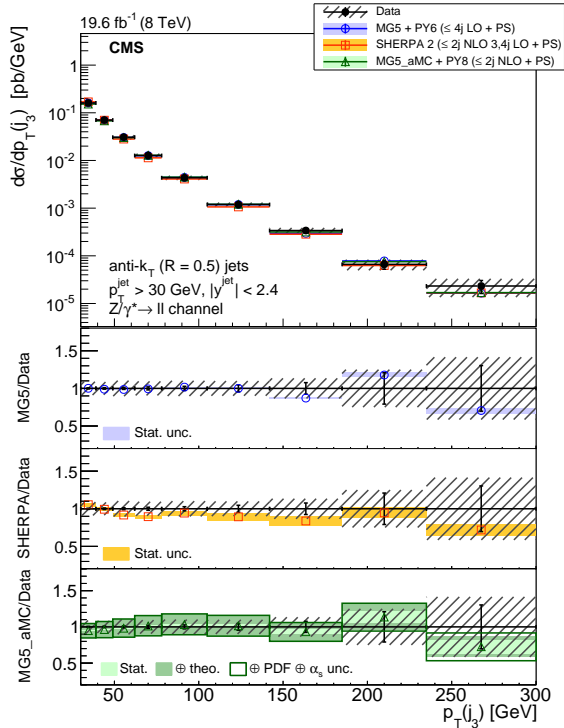 19.6 fb⁻¹ (8 TeV)
Data
MG5 + PY6 (≤ 4j LO + PS)
SHERPA 2 (≤ 2j NLO 3,4j LO + PS)
MG5_aMC + PY8 (≤ 2j NLO + PS)
CMS
dσ/dp_T(j₃) [pb/GeV]
1
10⁻¹
10⁻²
10⁻³
10⁻⁴
10⁻⁵
anti-k_T (R = 0.5) jets
p_T^jet > 30 GeV, |y^jet| < 2.4
Z/γ*→ ll channel
MG5/Data
1.5
1
0.5
Stat. unc.
SHERPA/Data
1.5
1
0.5
Stat. unc.
MG5_aMC/Data
1.5
1
0.5
Stat.
⊕ theo.
⊕ PDF ⊕ α_s unc.
50 100 150 200 250 300
p_T(j₃) [GeV]